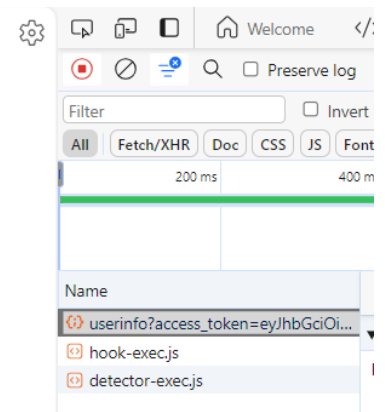 Welcome
Preserve log
Filter
Invert
All Fetch/XHR Doc CSS JS Font
200 ms 400 m
Name
userinfo?access_token=eyJhbGciOi...
hook-exec.js
detector-exec.js